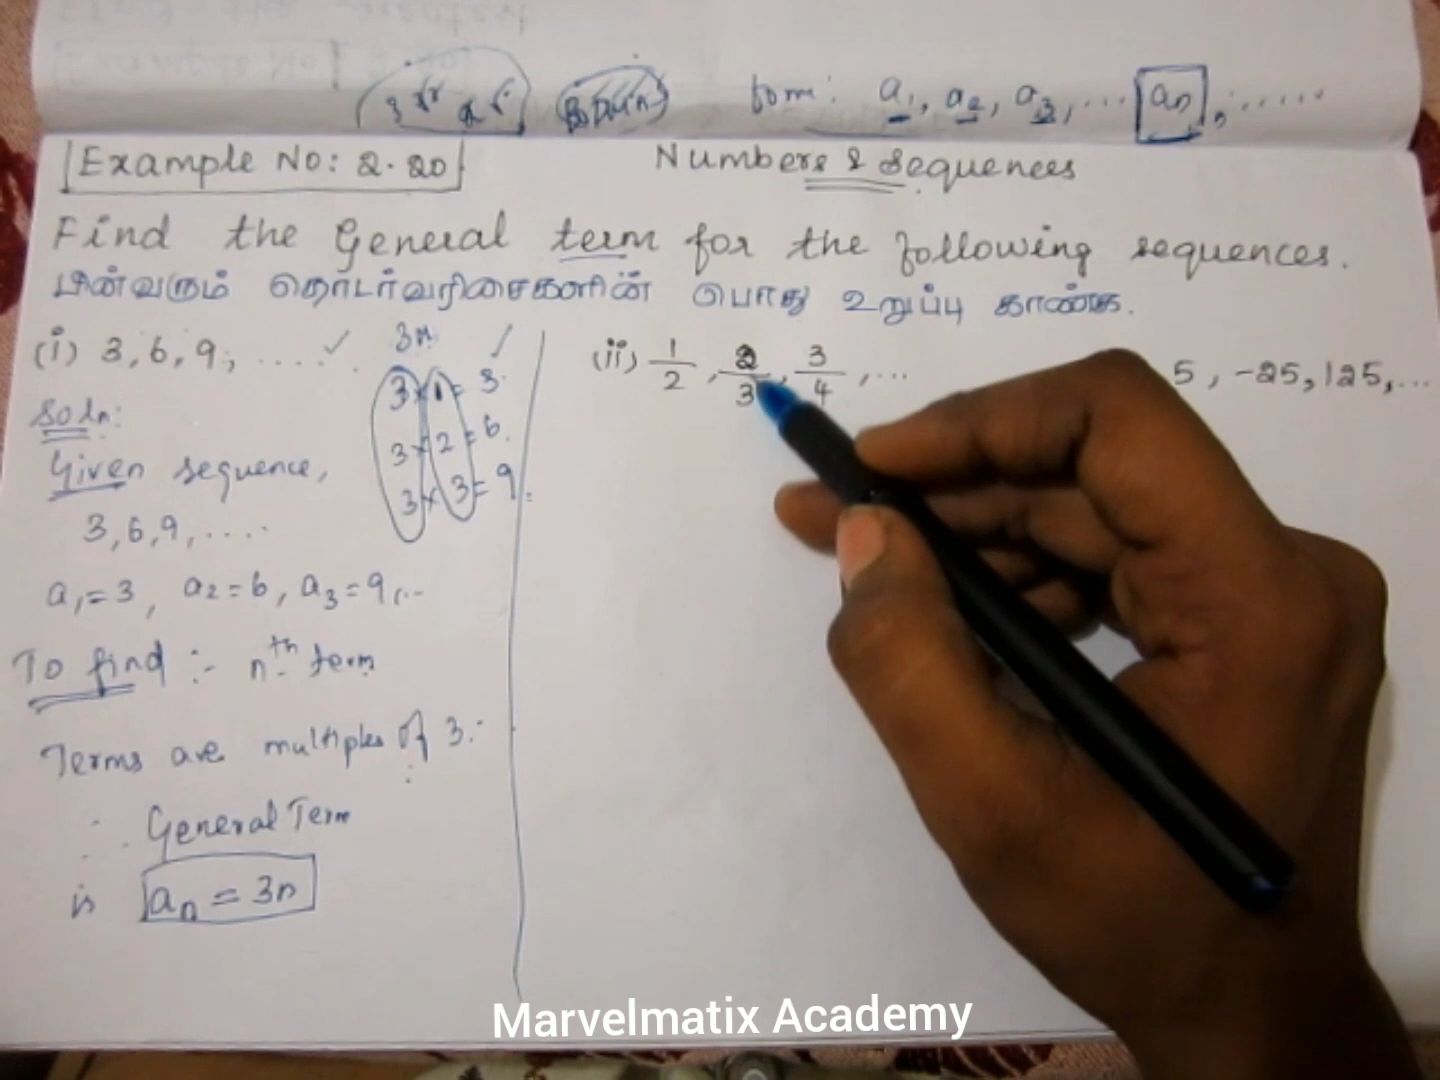 form: a₁, a₂, a₃, ... aₙ, ......
Example No: 2.20
Numbers & Sequences
Find the General term for the following sequences.
பின்வரும் தொடர்வரிசைகளின் பொது உறுப்பு காண்க.
(i) 3, 6, 9, .... ✓
3n ✓
3 × 1 = 3.
3 × 2 = 6.
3 × 3 = 9.
Soln:
Given sequence,
3, 6, 9, ....
a₁ = 3, a₂ = 6, a₃ = 9, ...
To find :- nth term
Terms are multiples of 3.
∴ General Term
is aₙ = 3n
(ii) 1/2, 2/3, 3/4, ...
5, -25, 125, ...
Marvelmatix Academy